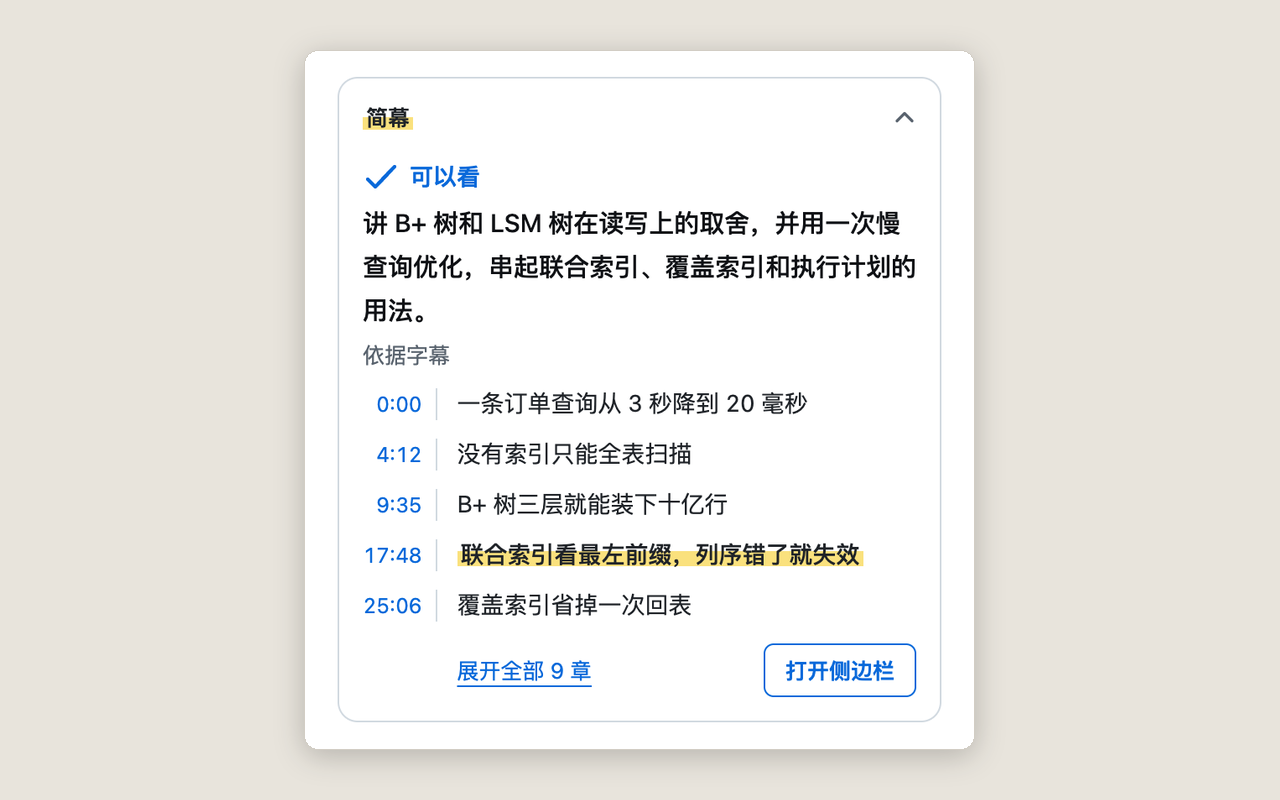 简幕
可以看
讲 B+ 树和 LSM 树在读写上的取舍，并用一次慢
查询优化，串起联合索引、覆盖索引和执行计划的
用法。
依据字幕
0:00 一条订单查询从 3 秒降到 20 毫秒
4:12 没有索引只能全表扫描
9:35 B+ 树三层就能装下十亿行
17:48 联合索引看最左前缀，列序错了就失效
25:06 覆盖索引省掉一次回表
展开全部 9 章 打开侧边栏